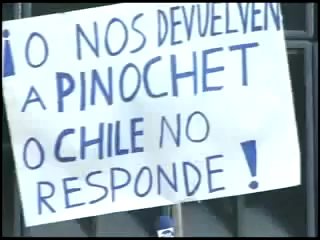 ¡O NOS DEVUELVEN
A PINOCHET
O CHILE NO
RESPONDE!